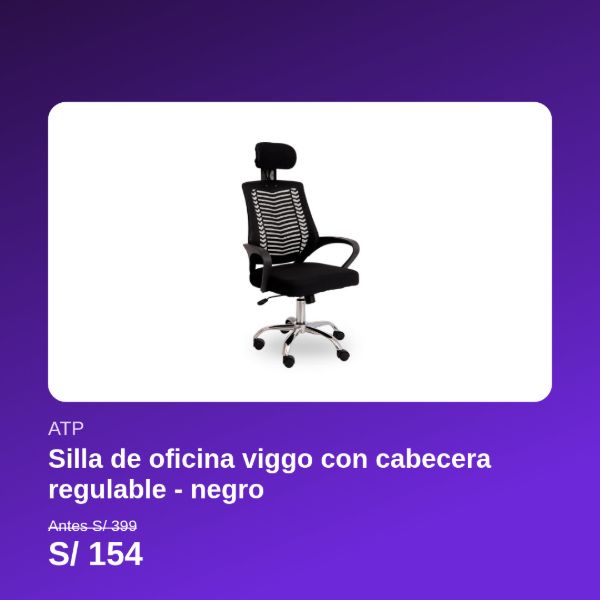 ATP
Silla de oficina viggo con cabecera
regulable - negro
Antes S/ 399
S/ 154